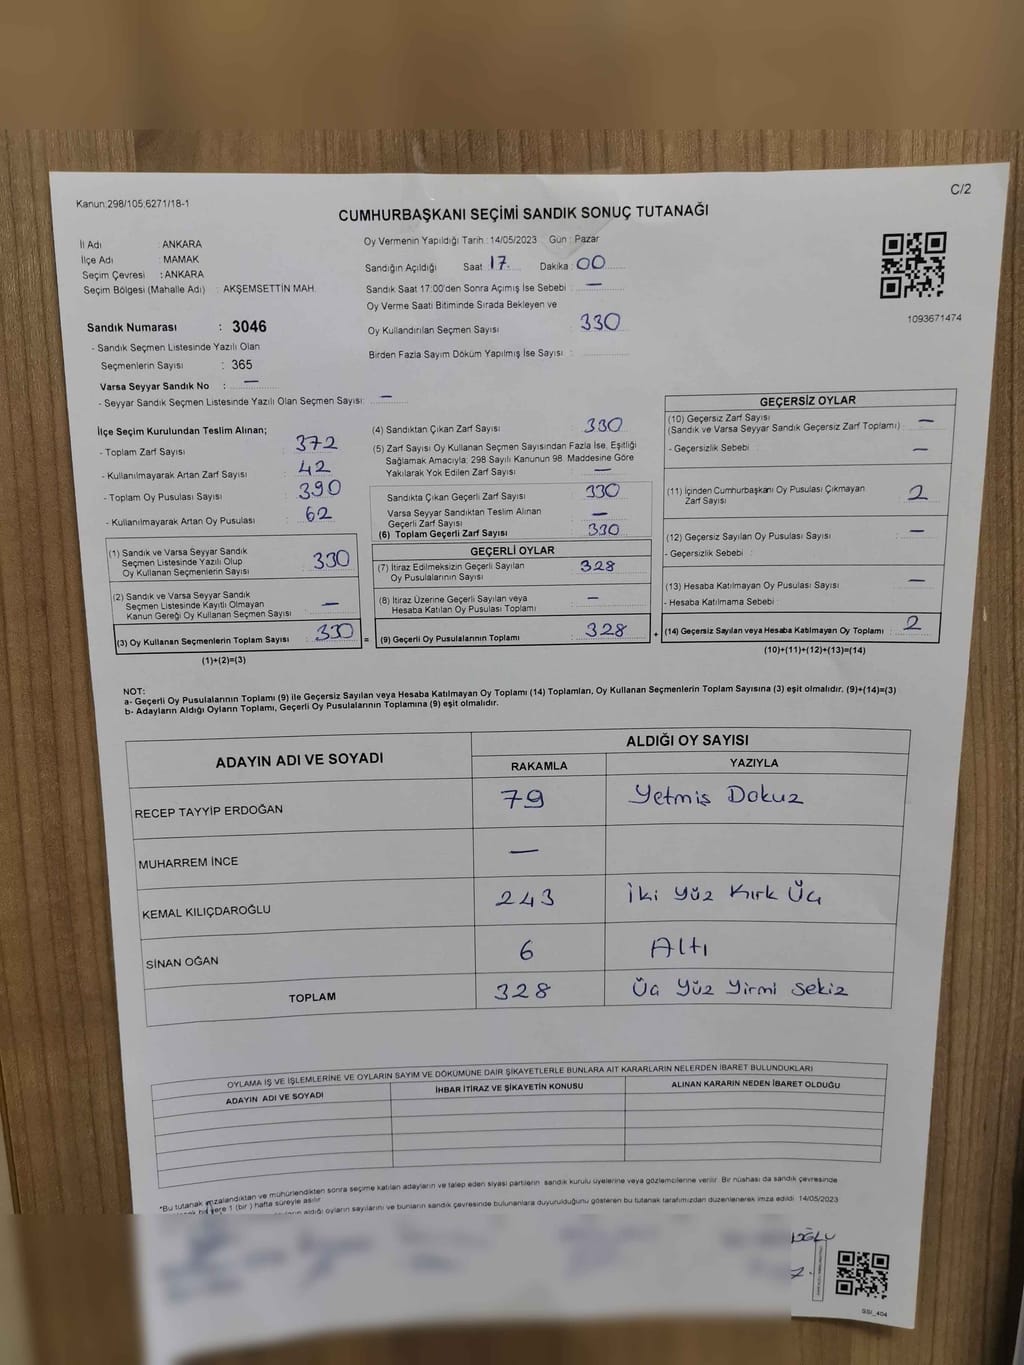 Kanun:298/105;6271/18-1
C/2
CUMHURBAŞKANI SEÇİMİ SANDIK SONUÇ TUTANAĞI
İl Adı : ANKARA
İlçe Adı : MAMAK
Seçim Çevresi : ANKARA
Seçim Bölgesi (Mahalle Adı) : AKŞEMSETTİN MAH.
Oy Vermenin Yapıldığı Tarih : 14/05/2023 Gün : Pazar
Sandığın Açıldığı Saat 17 Dakika : 00
Sandık Saat 17:00'den Sonra Açımış İse Sebebi : —
Oy Verme Saati Bitiminde Sırada Bekleyen ve
Oy Kullandırılan Seçmen Sayısı : 330
Birden Fazla Sayım Döküm Yapılmış İse Sayısı :
1093671474
Sandık Numarası : 3046
- Sandık Seçmen Listesinde Yazılı Olan
Seçmenlerin Sayısı : 365
Varsa Seyyar Sandık No : —
- Seyyar Sandık Seçmen Listesinde Yazılı Olan Seçmen Sayısı: —
İlçe Seçim Kurulundan Teslim Alınan;
- Toplam Zarf Sayısı : 372
- Kullanılmayarak Artan Zarf Sayısı : 42
- Toplam Oy Pusulası Sayısı : 390
- Kullanılmayarak Artan Oy Pusulası : 62
(1) Sandık ve Varsa Seyyar Sandık
Seçmen Listesinde Yazılı Olup
Oy Kullanan Seçmenlerin Sayısı : 330
(2) Sandık ve Varsa Seyyar Sandık
Seçmen Listesinde Kayıtlı Olmayan
Kanun Gereği Oy Kullanan Seçmen Sayısı : —
(3) Oy Kullanan Seçmenlerin Toplam Sayısı : 330 =
(1)+(2)=(3)
(4) Sandıktan Çıkan Zarf Sayısı : 330
(5) Zarf Sayısı Oy Kullanan Seçmen Sayısından Fazla İse, Eşitliği
Sağlamak Amacıyla; 298 Sayılı Kanunun 98. Maddesine Göre
Yakılarak Yok Edilen Zarf Sayısı : —
Sandıkta Çıkan Geçerli Zarf Sayısı : 330
Varsa Seyyar Sandıktan Teslim Alınan
Geçerli Zarf Sayısı : —
(6) Toplam Geçerli Zarf Sayısı : 330
GEÇERLİ OYLAR
(7) İtiraz Edilmeksizin Geçerli Sayılan
Oy Pusulalarının Sayısı : 328
(8) İtiraz Üzerine Geçerli Sayılan veya
Hesaba Katılan Oy Pusulası Toplamı : —
(9) Geçerli Oy Pusulalarının Toplamı : 328 +
GEÇERSİZ OYLAR
(10) Geçersiz Zarf Sayısı
(Sandık ve Varsa Seyyar Sandık Geçersiz Zarf Toplamı) : —
- Geçersizlik Sebebi : —
(11) İçinden Cumhurbaşkanı Oy Pusulası Çıkmayan
Zarf Sayısı : 2
(12) Geçersiz Sayılan Oy Pusulası Sayısı : —
- Geçersizlik Sebebi :
(13) Hesaba Katılmayan Oy Pusulası Sayısı : —
- Hesaba Katılmama Sebebi :
(14) Geçersiz Sayılan veya Hesaba Katılmayan Oy Toplamı : 2
(10)+(11)+(12)+(13)=(14)
NOT:
a- Geçerli Oy Pusulalarının Toplamı (9) ile Geçersiz Sayılan veya Hesaba Katılmayan Oy Toplamı (14) Toplamları, Oy Kullanan Seçmenlerin Toplam Sayısına (3) eşit olmalıdır. (9)+(14)=(3)
b- Adayların Aldığı Oyların Toplamı, Geçerli Oy Pusulalarının Toplamına (9) eşit olmalıdır.
ADAYIN ADI VE SOYADI
ALDIĞI OY SAYISI
RAKAMLA YAZIYLA
RECEP TAYYİP ERDOĞAN 79 Yetmiş Dokuz
MUHARREM İNCE —
KEMAL KILIÇDAROĞLU 243 İki Yüz Kırk Üç
SİNAN OĞAN 6 Altı
TOPLAM 328 Üç Yüz Yirmi Sekiz
OYLAMA İŞ VE İŞLEMLERİNE VE OYLARIN SAYIM VE DÖKÜMÜNE DAİR ŞİKAYETLERLE BUNLARA AİT KARARLARIN NELERDEN İBARET BULUNDUKLARI
ADAYIN ADI VE SOYADI İHBAR İTİRAZ VE ŞİKAYETİN KONUSU ALINAN KARARIN NEDEN İBARET OLDUĞU
*Bu tutanak imzalandıktan ve mühürlendikten sonra seçime katılan adayların ve talep eden siyasi partilerin sandık kurulu üyelerine veya gözlemcilerine verilir. Bir nüshası da sandık çevresinde
bir yere 1 (bir) hafta süreyle asılır.
aldığı oyların sayılarını ve bunların sandık çevresinde bulunanlara duyurulduğunu gösteren bu tutanak tarafımızdan düzenlenerek imza edildi. 14/05/2023
SSI_404